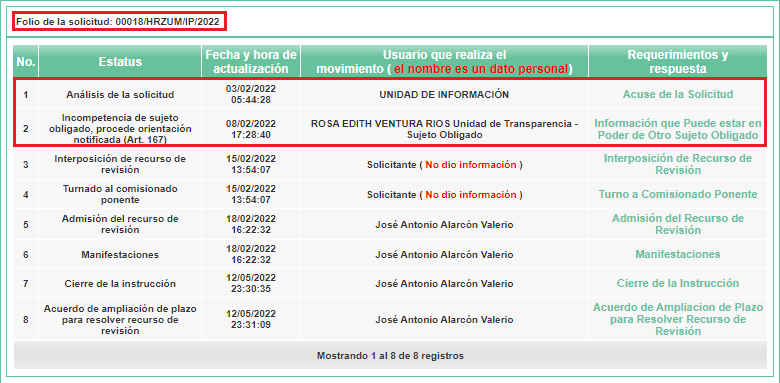 Folio de la solicitud: 00018/HRZUM/IP/2022
No. Estatus Fecha y hora de actualización Usuario que realiza el movimiento ( el nombre es un dato personal) Requerimientos y respuesta
1 Análisis de la solicitud 03/02/2022 05:44:28 UNIDAD DE INFORMACIÓN Acuse de la Solicitud
2 Incompetencia de sujeto obligado, procede orientación notificada (Art. 167) 08/02/2022 17:28:40 ROSA EDITH VENTURA RIOS Unidad de Transparencia - Sujeto Obligado Información que Puede estar en Poder de Otro Sujeto Obligado
3 Interposición de recurso de revisión 15/02/2022 13:54:07 Solicitante ( No dio información ) Interposición de Recurso de Revisión
4 Turnado al comisionado ponente 15/02/2022 13:54:07 Solicitante ( No dio información ) Turno a Comisionado Ponente
5 Admisión del recurso de revisión 18/02/2022 16:22:32 José Antonio Alarcón Valerio Admisión del Recurso de Revisión
6 Manifestaciones 18/02/2022 16:22:32 José Antonio Alarcón Valerio Manifestaciones
7 Cierre de la instrucción 12/05/2022 23:30:35 José Antonio Alarcón Valerio Cierre de la Instrucción
8 Acuerdo de ampliación de plazo para resolver recurso de revisión 12/05/2022 23:31:09 José Antonio Alarcón Valerio Acuerdo de Ampliacion de Plazo para Resolver Recurso de Revisión
Mostrando 1 al 8 de 8 registros